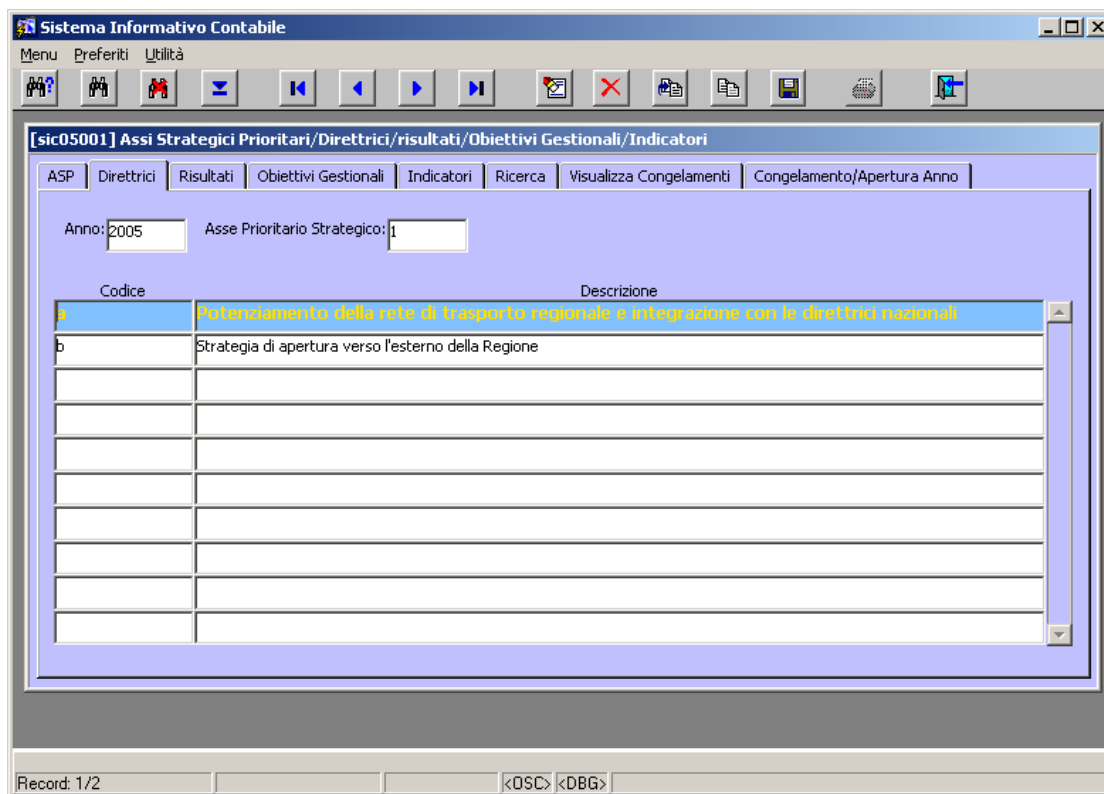 Sistema Informativo Contabile
Menu Preferiti Utilità
[sic05001] Assi Strategici Prioritari/Direttrici/risultati/Obiettivi Gestionali/Indicatori
ASP Direttrici Risultati Obiettivi Gestionali Indicatori Ricerca Visualizza Congelamenti Congelamento/Apertura Anno
Anno: 2005 Asse Prioritario Strategico: 1
Codice Descrizione
a Potenziamento della rete di trasporto regionale e integrazione con le direttrici nazionali
b Strategia di apertura verso l'esterno della Regione
Record: 1/2 <OSC> <DBG>